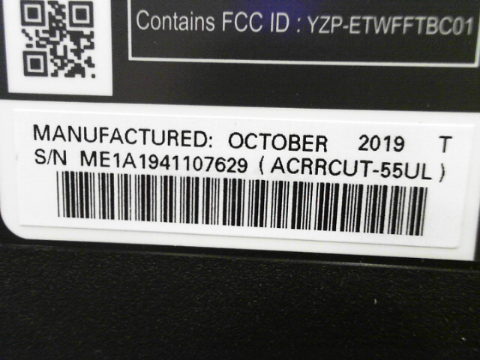 Contains FCC ID : YZP-ETWFFTBC01
MANUFACTURED: OCTOBER 2019 T
S/N ME1A1941107629 ( ACRRCUT-55UL )